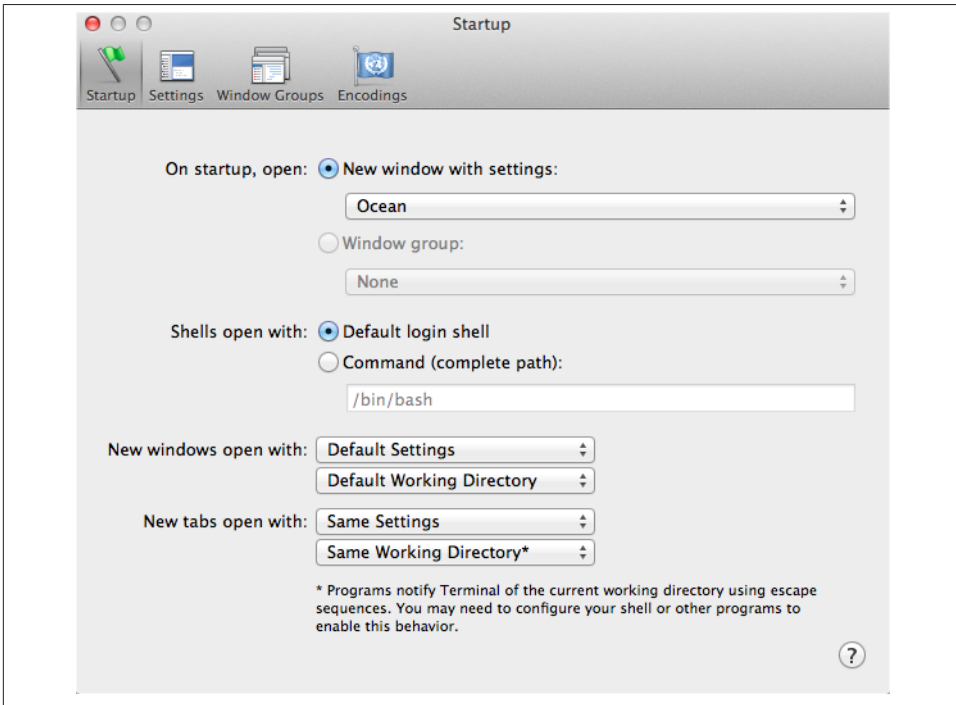 Startup
Startup Settings Window Groups Encodings
On startup, open: New window with settings:
Ocean
Window group:
None
Shells open with: Default login shell
Command (complete path):
/bin/bash
New windows open with: Default Settings
Default Working Directory
New tabs open with: Same Settings
Same Working Directory*
* Programs notify Terminal of the current working directory using escape
sequences. You may need to configure your shell or other programs to
enable this behavior.
?